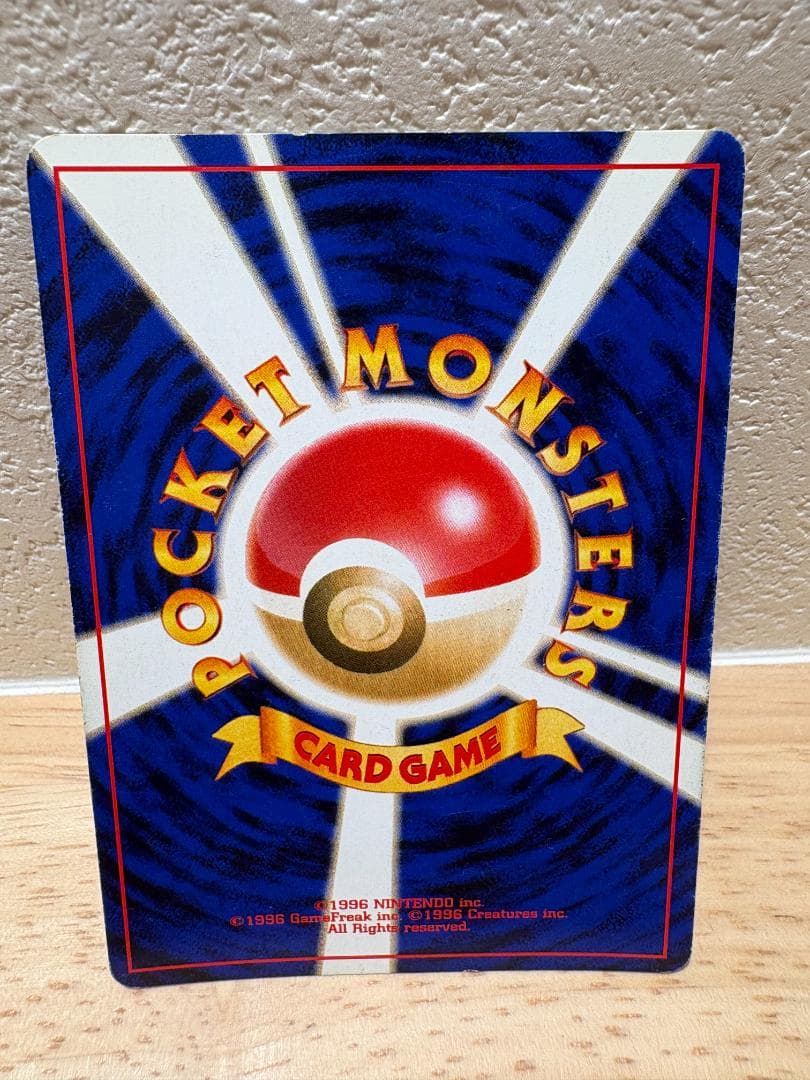 POCKET MONSTERS
CARD GAME
©1996 NINTENDO inc.
©1996 GameFreak inc. ©1996 Creatures inc.
All Rights reserved.